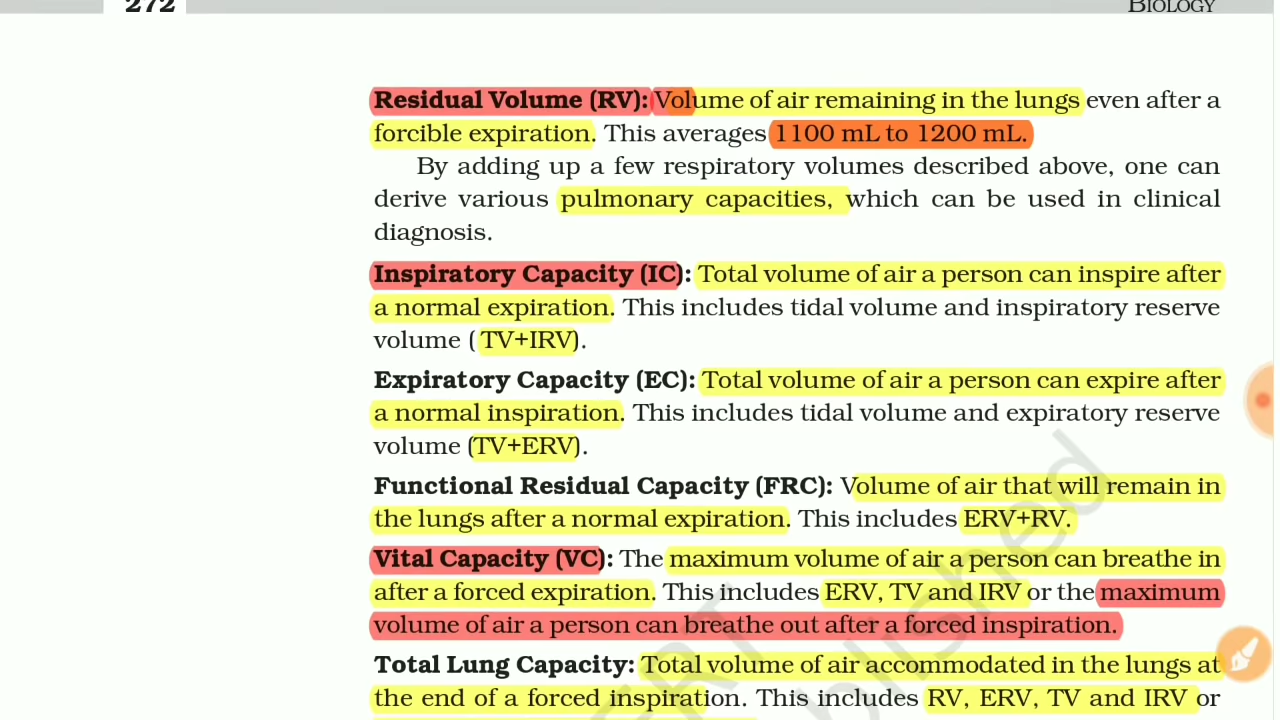 272
BIOLOGY
Residual Volume (RV): Volume of air remaining in the lungs even after a
forcible expiration. This averages 1100 mL to 1200 mL.
By adding up a few respiratory volumes described above, one can
derive various pulmonary capacities, which can be used in clinical
diagnosis.
Inspiratory Capacity (IC): Total volume of air a person can inspire after
a normal expiration. This includes tidal volume and inspiratory reserve
volume ( TV+IRV).
Expiratory Capacity (EC): Total volume of air a person can expire after
a normal inspiration. This includes tidal volume and expiratory reserve
volume (TV+ERV).
Functional Residual Capacity (FRC): Volume of air that will remain in
the lungs after a normal expiration. This includes ERV+RV.
Vital Capacity (VC): The maximum volume of air a person can breathe in
after a forced expiration. This includes ERV, TV and IRV or the maximum
volume of air a person can breathe out after a forced inspiration.
Total Lung Capacity: Total volume of air accommodated in the lungs at
the end of a forced inspiration. This includes RV, ERV, TV and IRV or